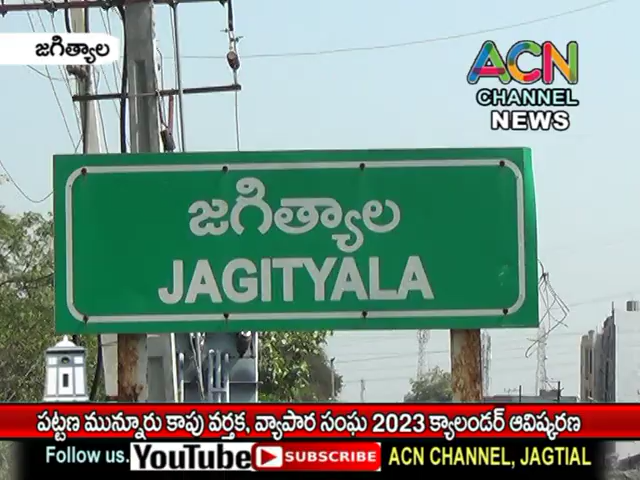 జగిత్యాల
ACN
CHANNEL
NEWS
జగిత్యాల
JAGITYALA
పట్టణ మున్నూరు కాపు వర్తక, వ్యాపార సంఘ 2023 క్యాలండర్ ఆవిష్కరణ
Follow us. YouTube SUBSCRIBE ACN CHANNEL, JAGTIAL